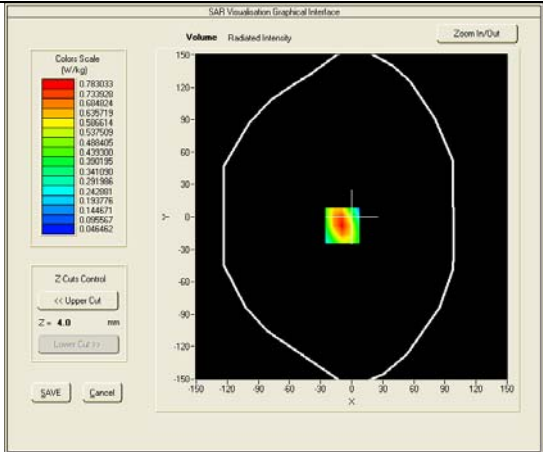 SAR Visualisation Graphical Interface
Volume Radiated Intensity
Zoom In/Out
Colors Scale
(W/kg)
0.783033
0.733928
0.684824
0.635719
0.586614
0.537509
0.488405
0.439300
0.390195
0.341090
0.291986
0.242881
0.193776
0.144671
0.095567
0.046462
Z Cuts Control
<< Upper Cut
Z = 4.0 mm
Lower Cut >>
SAVE Cancel
150-
120-
90-
60-
30-
0-
-30-
-60-
-90-
-120-
-150-
Y
-150 -120 -90 -60 -30 0 30 60 90 120 150
X